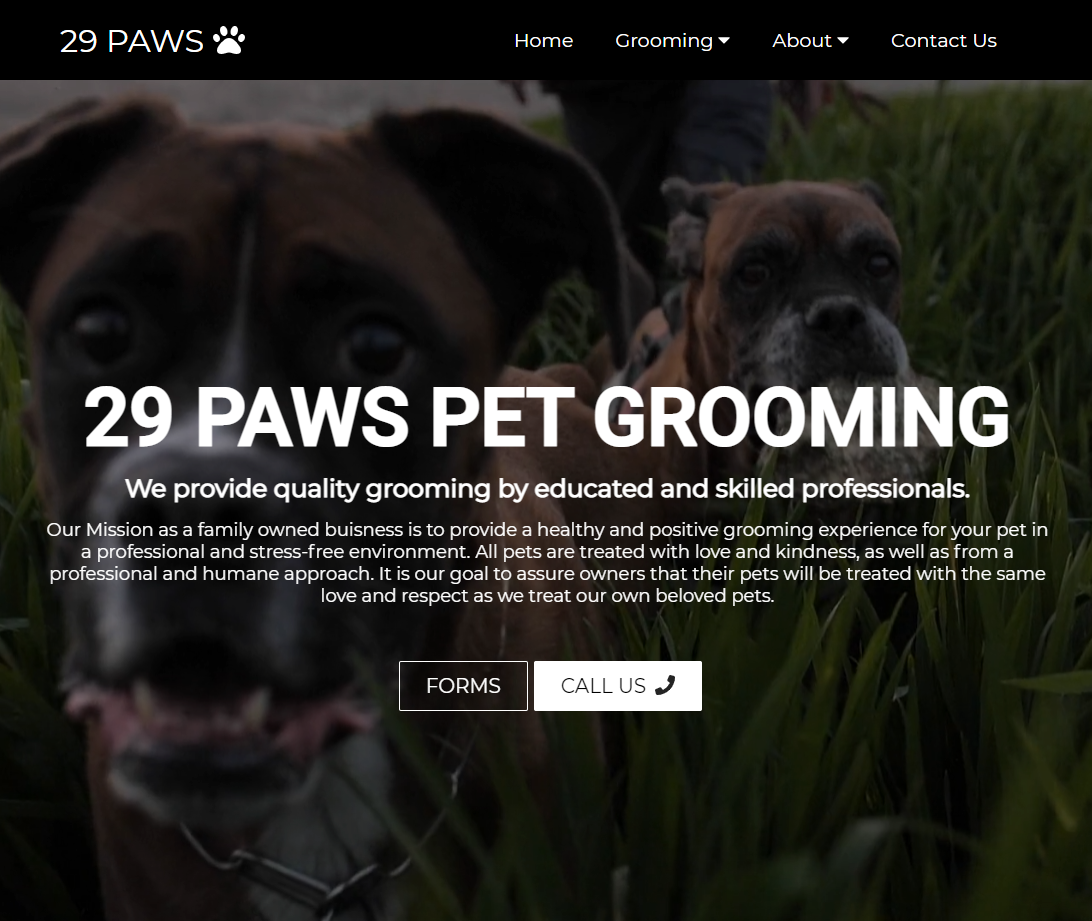 29 PAWS
Home
Grooming
About
Contact Us
29 PAWS PET GROOMING
We provide quality grooming by educated and skilled professionals.
Our Mission as a family owned buisness is to provide a healthy and positive grooming experience for your pet in
a professional and stress-free environment. All pets are treated with love and kindness, as well as from a
professional and humane approach. It is our goal to assure owners that their pets will be treated with the same
love and respect as we treat our own beloved pets.
FORMS
CALL US